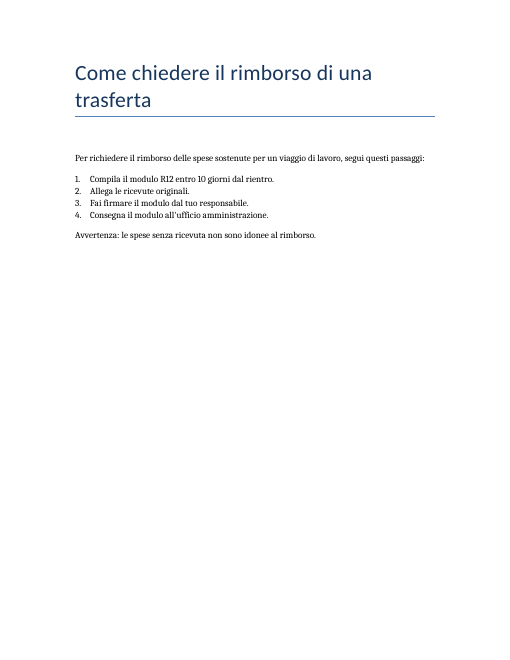 Come chiedere il rimborso di una
trasferta
Per richiedere il rimborso delle spese sostenute per un viaggio di lavoro, segui questi passaggi:
1. Compila il modulo R12 entro 10 giorni dal rientro.
2. Allega le ricevute originali.
3. Fai firmare il modulo dal tuo responsabile.
4. Consegna il modulo all'ufficio amministrazione.
Avvertenza: le spese senza ricevuta non sono idonee al rimborso.